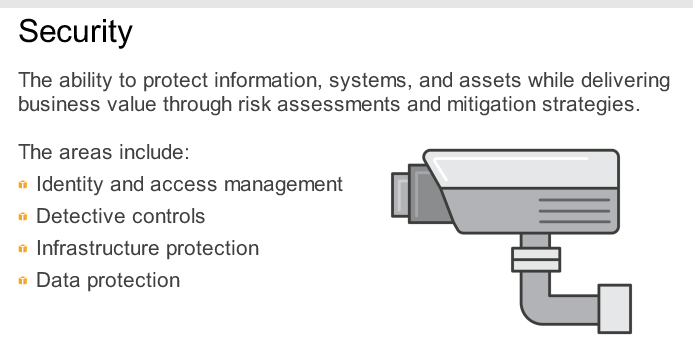 Security
The ability to protect information, systems, and assets while delivering
business value through risk assessments and mitigation strategies.
The areas include:
Identity and access management
Detective controls
Infrastructure protection
Data protection